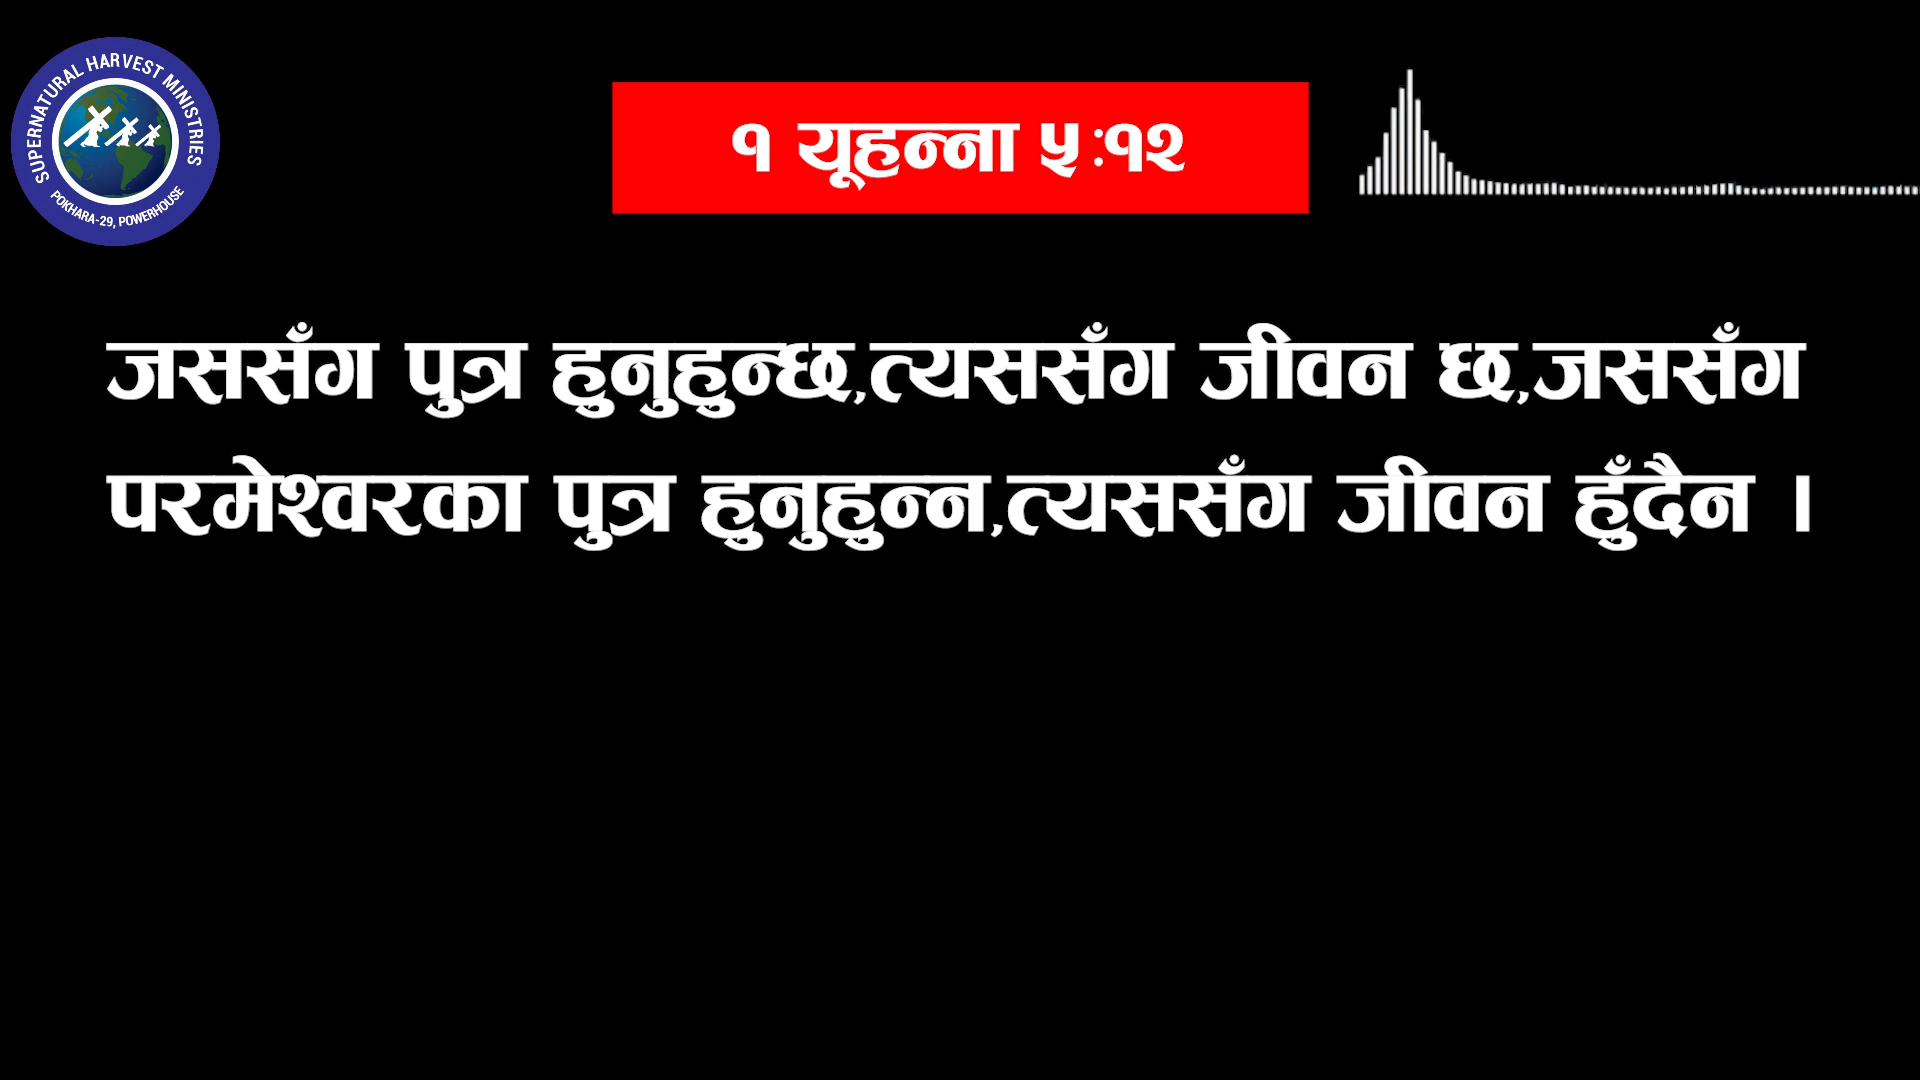 SUPERNATURAL HARVEST MINISTRIES
POKHARA-29, POWERHOUSE
१ यूहन्ना ५:१२
जससँग पुत्र हुनुहुन्छ,त्यससँग जीवन छ,जससँग
परमेश्वरका पुत्र हुनुहुन्न,त्यससँग जीवन हुँदैन ।